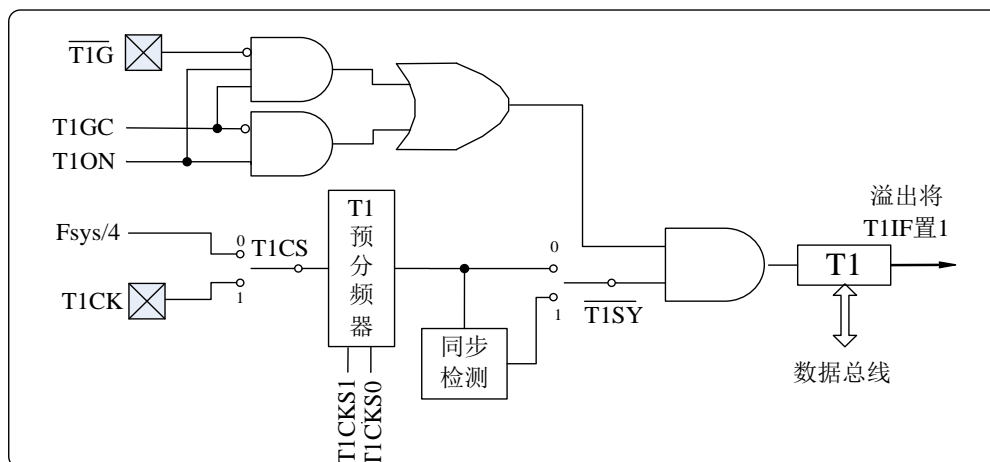 T1G
T1GC
T1ON
T1
预
分
频
器
溢出将
T1IF置1
Fsys/4
0
T1CS
0
T1
T1CK
1
1
T1SY
同步
检测
数据总线
T1CKS1
T1CKS0